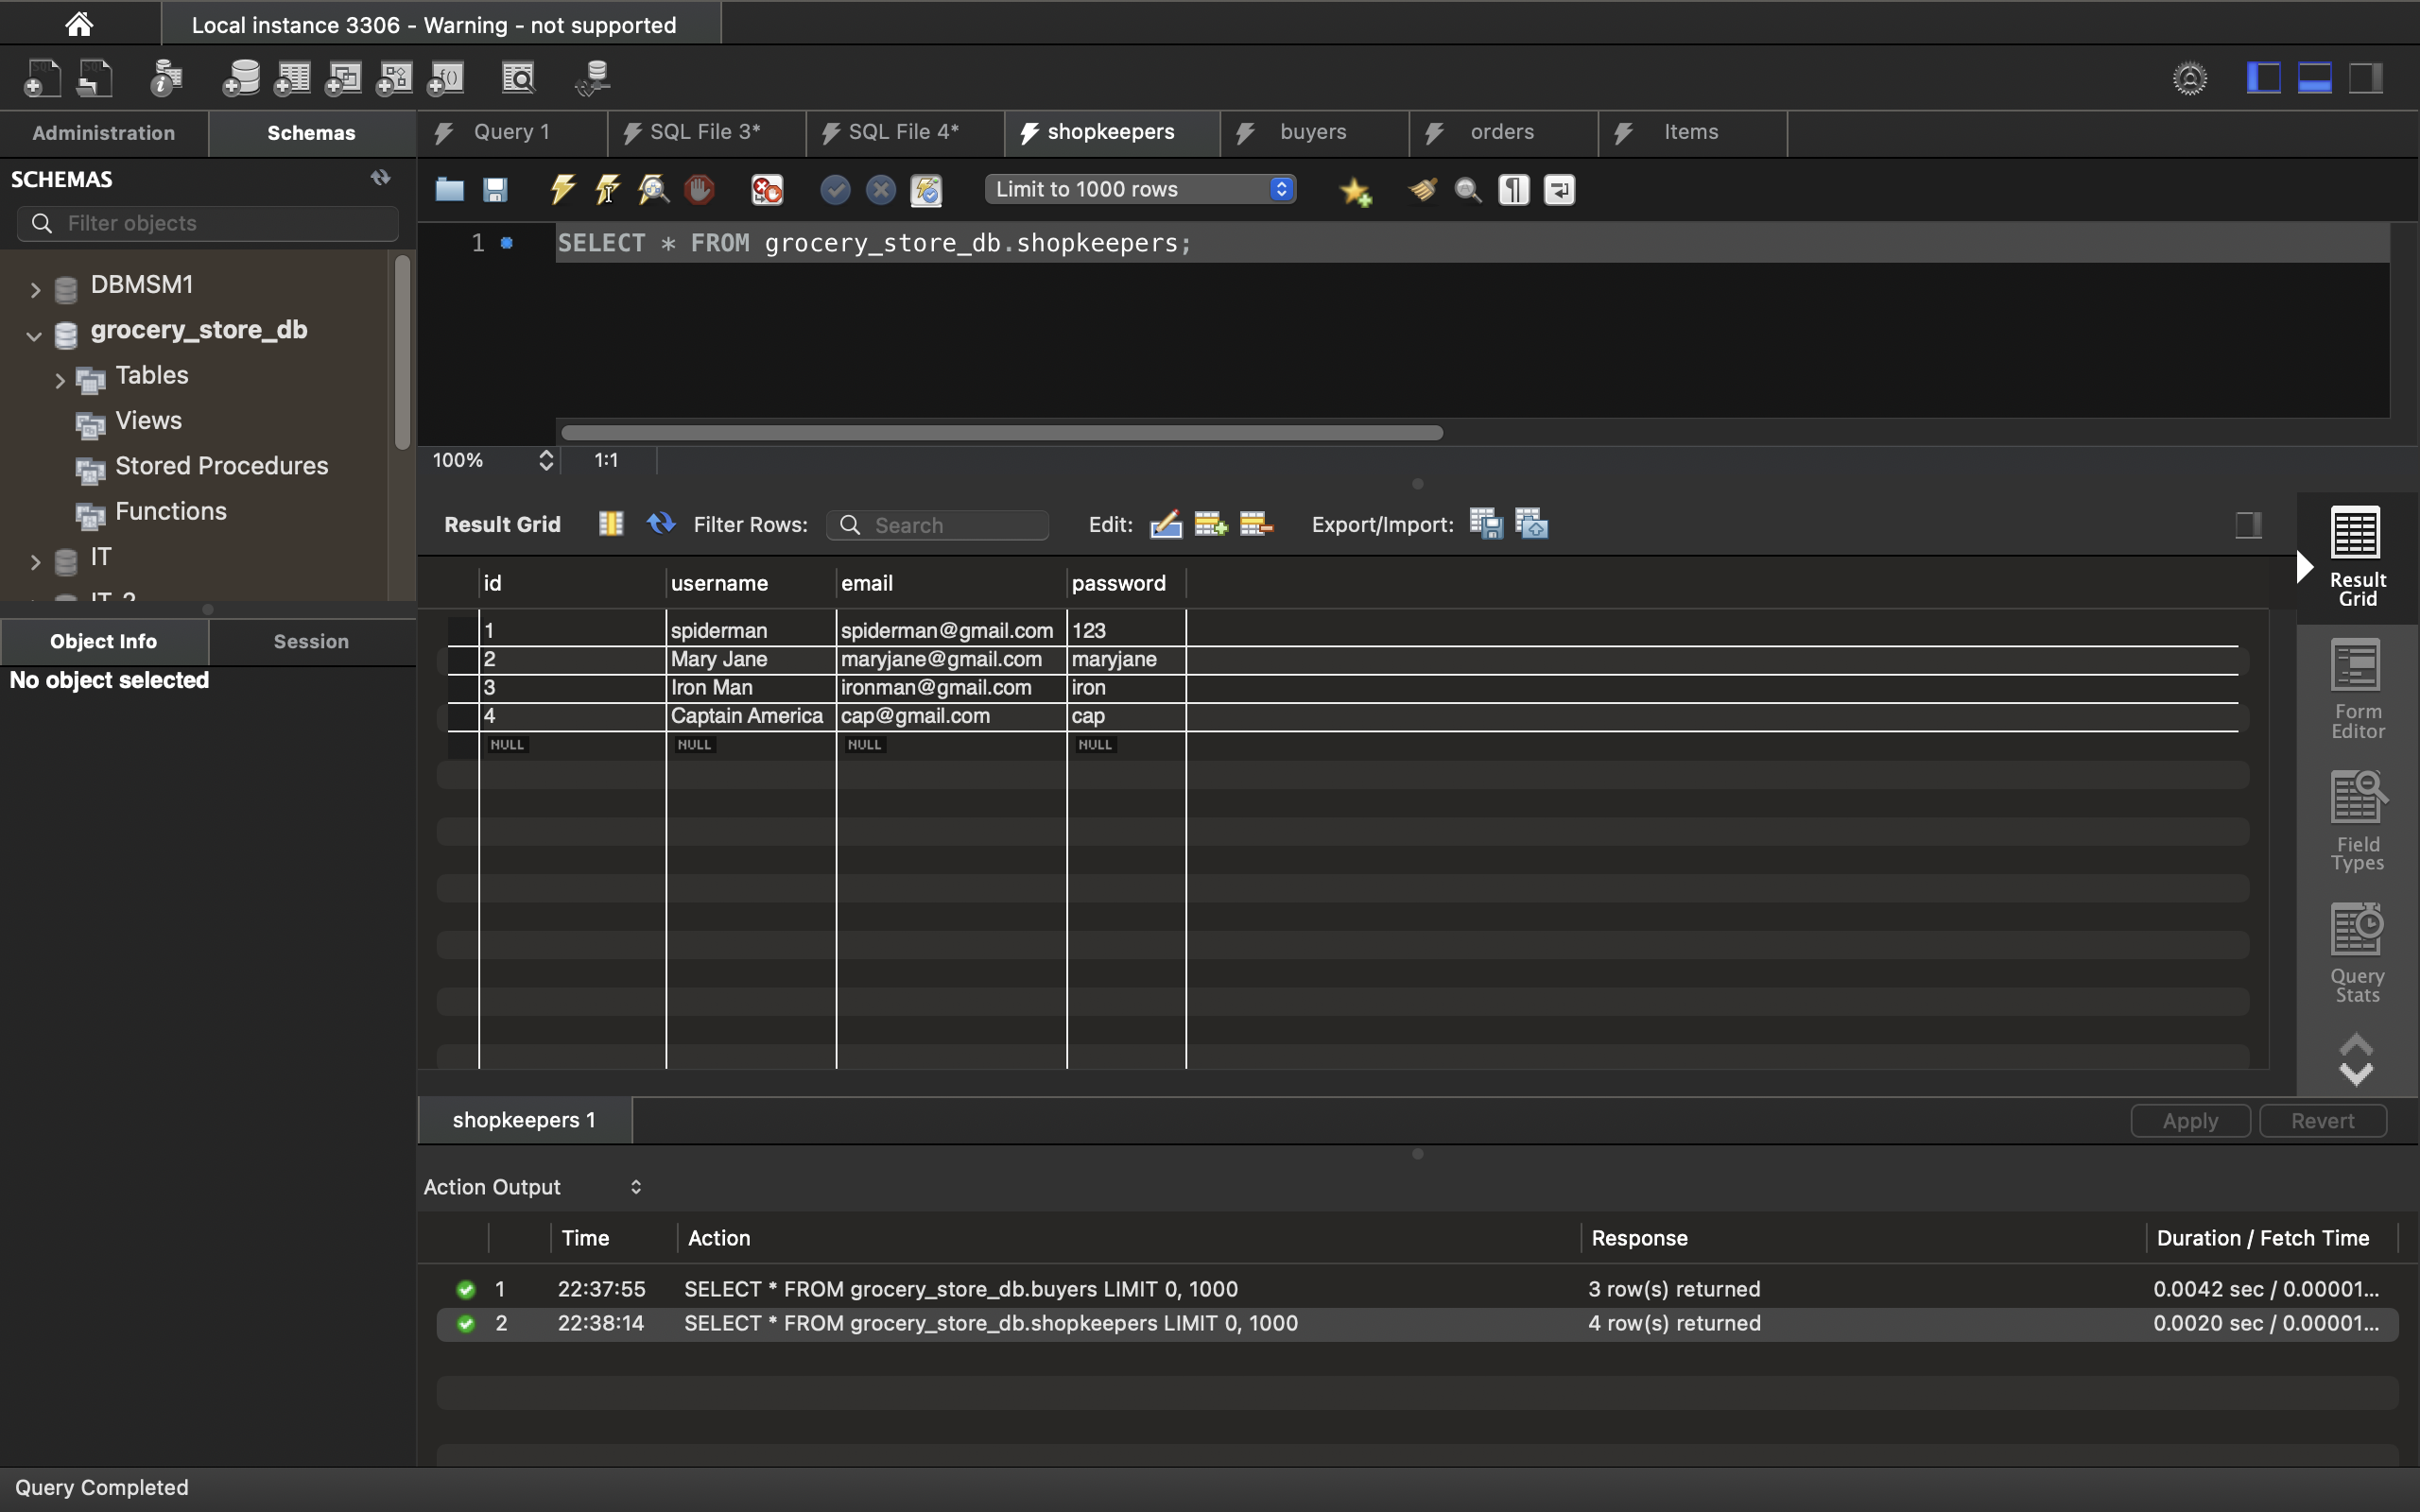 Local instance 3306 - Warning - not supported
Administration
Schemas
Query 1
SQL File 3*
SQL File 4*
shopkeepers
buyers
orders
Items
SCHEMAS
Filter objects
Limit to 1000 rows
1
SELECT * FROM grocery_store_db.shopkeepers;
DBMSM1
grocery_store_db
Tables
Views
Stored Procedures
Functions
IT
100%
1:1
Result Grid
Filter Rows:
Search
Edit:
Export/Import:
Result
Grid
Form
Editor
Field
Types
Query
Stats
Object Info
Session
No object selected
id username email password
1 spiderman spiderman@gmail.com 123
2 Mary Jane maryjane@gmail.com maryjane
3 Iron Man ironman@gmail.com iron
4 Captain America cap@gmail.com cap
NULL NULL NULL NULL
shopkeepers 1
Apply
Revert
Action Output
Time Action Response Duration / Fetch Time
1 22:37:55 SELECT * FROM grocery_store_db.buyers LIMIT 0, 1000 3 row(s) returned 0.0042 sec / 0.00001...
2 22:38:14 SELECT * FROM grocery_store_db.shopkeepers LIMIT 0, 1000 4 row(s) returned 0.0020 sec / 0.00001...
Query Completed